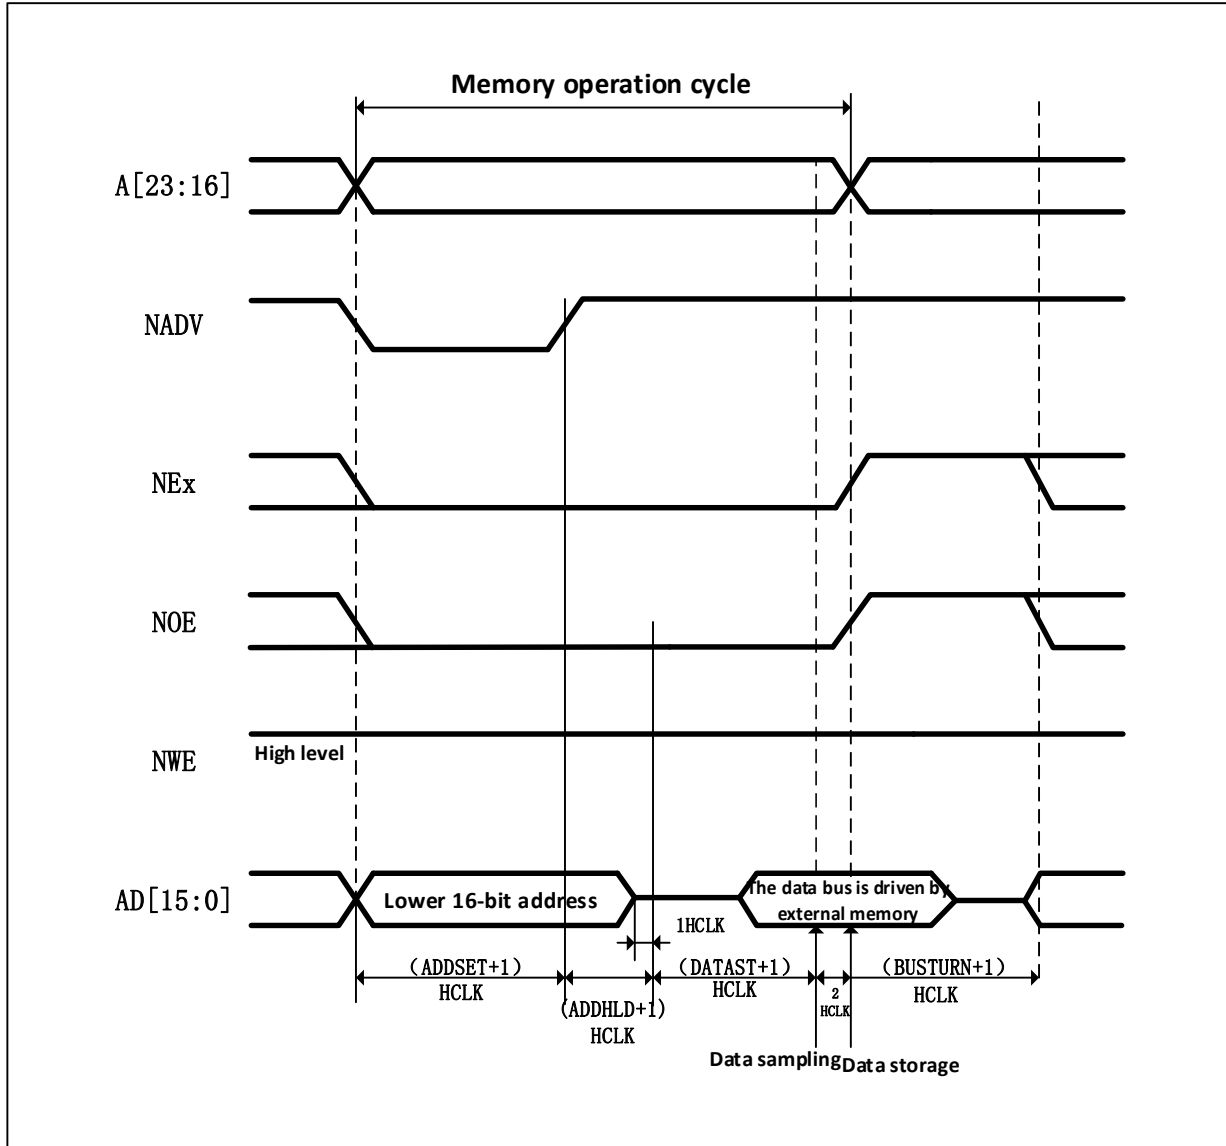 Memory operation cycle
A[23:16]
NADV
NEx
NOE
NWE
High level
AD[15:0]
Lower 16-bit address
The data bus is driven by
external memory
1HCLK
(ADDSET+1)
HCLK
(ADDHLD+1)
HCLK
(DATAST+1)
HCLK
2
HCLK
(BUSTURN+1)
HCLK
Data sampling
Data storage